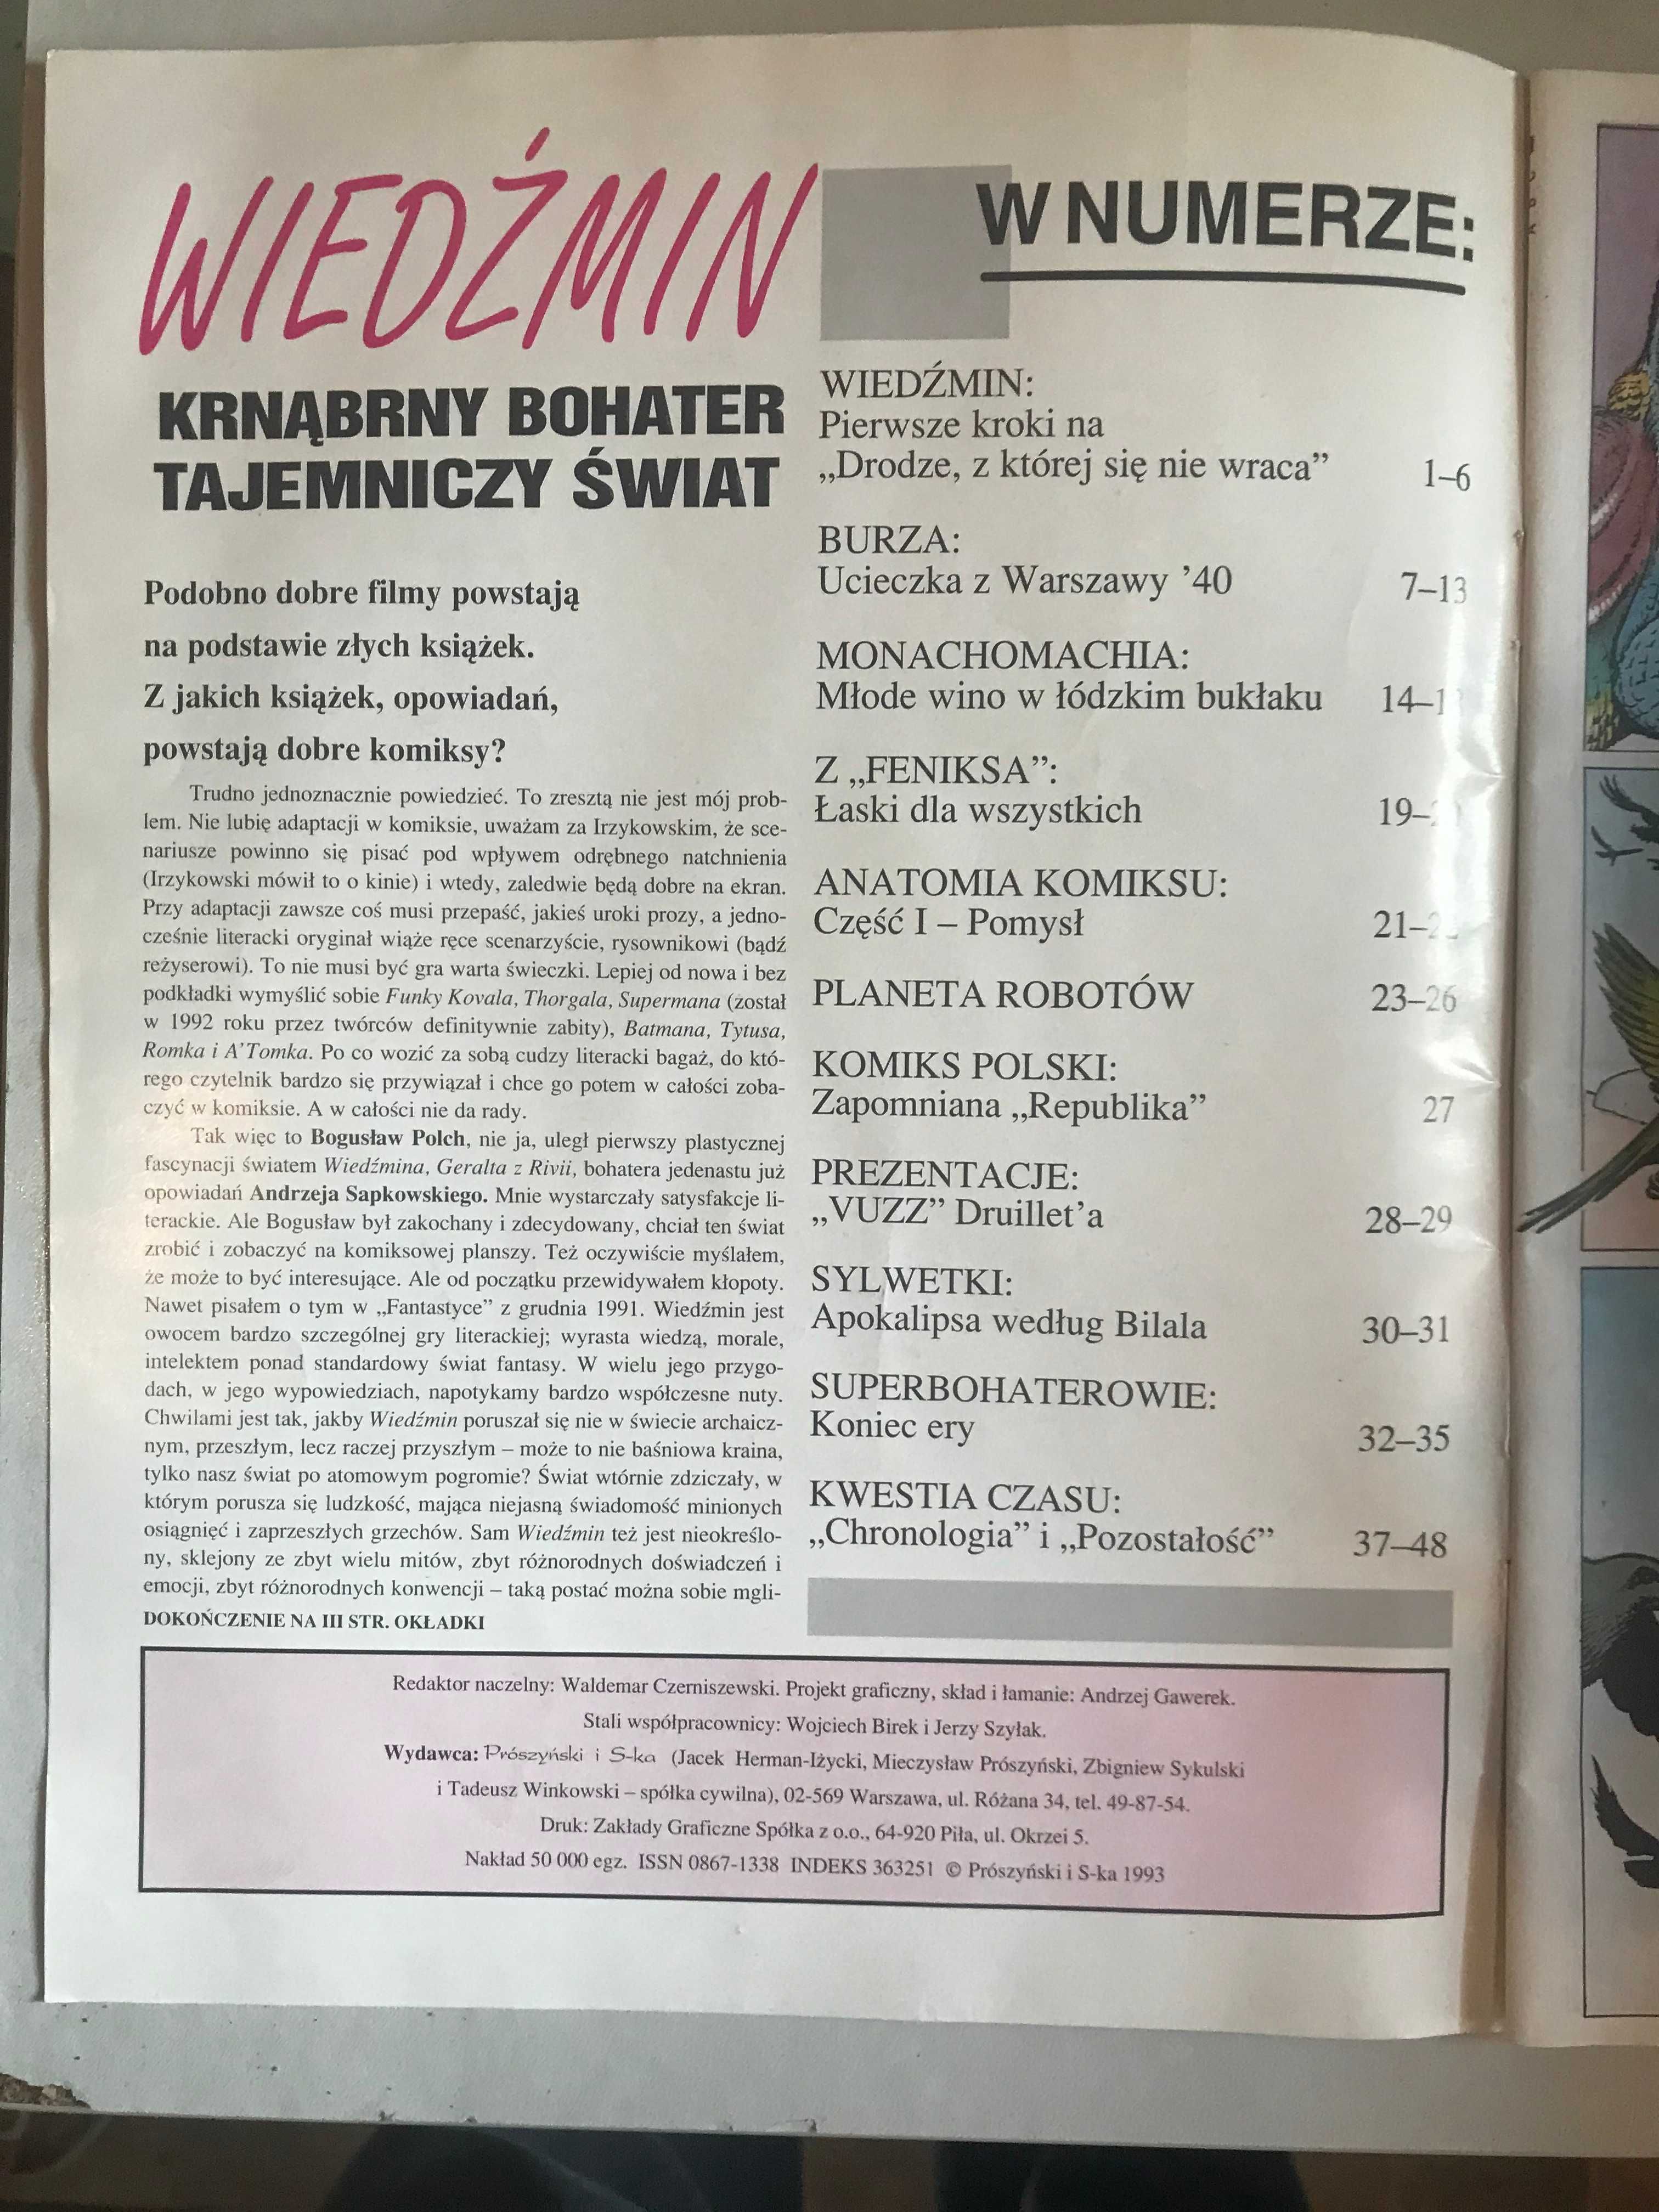 WIEDŹMIN
KRNĄBRNY BOHATER
TAJEMNICZY ŚWIAT
Podobno dobre filmy powstają
na podstawie złych książek.
Z jakich książek, opowiadań,
powstają dobre komiksy?
Trudno jednoznacznie powiedzieć. To zresztą nie jest mój prob-
lem. Nie lubię adaptacji w komiksie, uważam za Irzykowskim, że sce-
nariusze powinno się pisać pod wpływem odrębnego natchnienia
(Irzykowski mówił to o kinie) i wtedy, zaledwie będą dobre na ekran.
Przy adaptacji zawsze coś musi przepaść, jakieś uroki prozy, a jedno-
cześnie literacki oryginał wiąże ręce scenarzyście, rysownikowi (bądź
reżyserowi). To nie musi być gra warta świeczki. Lepiej od nowa i bez
podkładki wymyślić sobie Funky Kovala, Thorgala, Supermana (został
w 1992 roku przez twórców definitywnie zabity), Batmana, Tytusa,
Romka i A'Tomka. Po co wozić za sobą cudzy literacki bagaż, do któ-
rego czytelnik bardzo się przywiązał i chce go potem w całości zoba-
czyć w komiksie. A w całości nie da rady.
Tak więc to Bogusław Polch, nie ja, uległ pierwszy plastycznej
fascynacji światem Wiedźmina, Geralta z Rivii, bohatera jedenastu już
opowiadań Andrzeja Sapkowskiego. Mnie wystarczały satysfakcje li-
terackie. Ale Bogusław był zakochany i zdecydowany, chciał ten świat
zrobić i zobaczyć na komiksowej planszy. Też oczywiście myślałem,
że może to być interesujące. Ale od początku przewidywałem kłopoty.
Nawet pisałem o tym w „Fantastyce” z grudnia 1991. Wiedźmin jest
owocem bardzo szczególnej gry literackiej; wyrasta wiedzą, morale,
intelektem ponad standardowy świat fantasy. W wielu jego przygo-
dach, w jego wypowiedziach, napotykamy bardzo współczesne nuty.
Chwilami jest tak, jakby Wiedźmin poruszał się nie w świecie archaicz-
nym, przeszłym, lecz raczej przyszłym – może to nie baśniowa kraina,
tylko nasz świat po atomowym pogromie? Świat wtórnie zdziczały, w
którym porusza się ludzkość, mająca niejasną świadomość minionych
osiągnięć i zaprzeszłych grzechów. Sam Wiedźmin też jest nieokreślo-
ny, sklejony ze zbyt wielu mitów, zbyt różnorodnych doświadczeń i
emocji, zbyt różnorodnych konwencji – taką postać można sobie mgli-
DOKOŃCZENIE NA III STR. OKŁADKI
W NUMERZE:
WIEDŹMIN:
Pierwsze kroki na
„Drodze, z której się nie wraca” 1–6
BURZA:
Ucieczka z Warszawy ’40 7–13
MONACHOMACHIA:
Młode wino w łódzkim bukłaku
Z „FENIKSA”:
Łaski dla wszystkich
ANATOMIA KOMIKSU:
Część I – Pomysł
PLANETA ROBOTÓW 23–26
KOMIKS POLSKI:
Zapomniana „Republika” 27
PREZENTACJE:
„VUZZ” Druillet’a 28–29
SYLWETKI:
Apokalipsa według Bilala 30–31
SUPERBOHATEROWIE:
Koniec ery 32–35
KWESTIA CZASU:
„Chronologia” i „Pozostałość” 37–48
Redaktor naczelny: Waldemar Czerniszewski. Projekt graficzny, skład i łamanie: Andrzej Gawerek.
Stali współpracownicy: Wojciech Birek i Jerzy Szyłak.
Wydawca: Prószyński i S-ka (Jacek Herman-Iżycki, Mieczysław Prószyński, Zbigniew Sykulski
i Tadeusz Winkowski – spółka cywilna), 02-569 Warszawa, ul. Różana 34, tel. 49-87-54.
Druk: Zakłady Graficzne Spółka z o.o., 64-920 Piła, ul. Okrzei 5.
Nakład 50 000 egz. ISSN 0867-1338 INDEKS 363251 © Prószyński i S-ka 1993